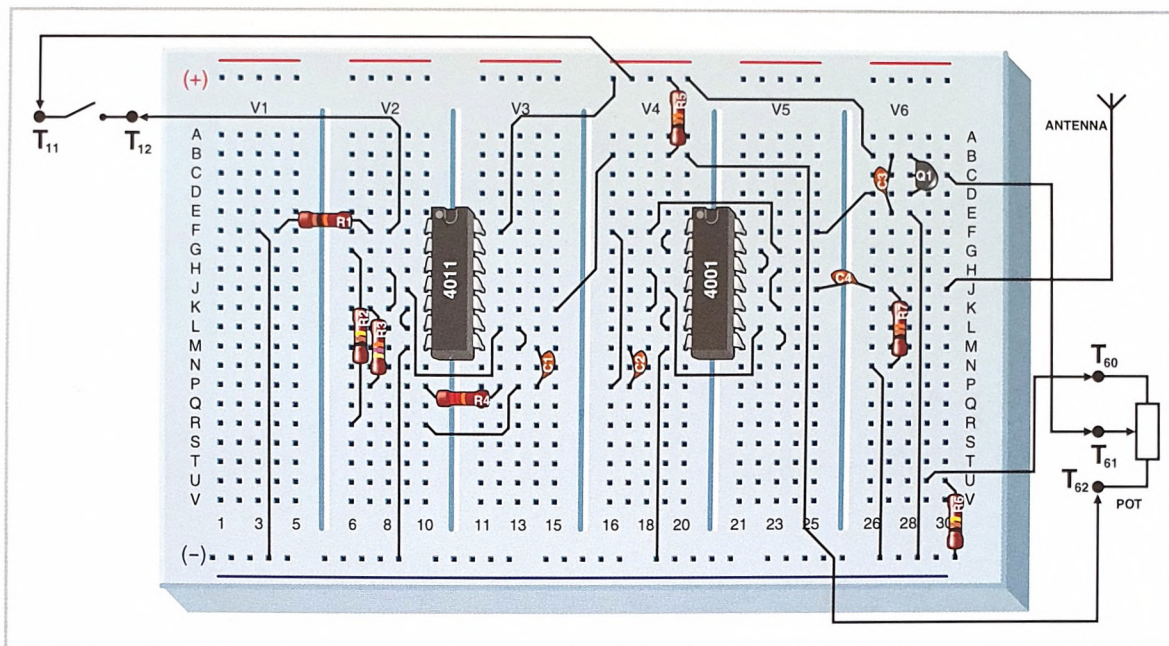 (+)
V1 V2 V3 V4 V5 V6
R5
T11 T12
ANTENNA
A A
B B
C C
D D
E E
F F
G G
H H
J J
K K
L L
M M
N N
P P
Q Q
R R
S S
T T
U U
V V
C3 Q1
R1
4011 4001
C4
R2 R3 R7
C1 C2
R4
T60
T61
T62
POT
R6
1 3 5 6 8 10 11 13 15 16 18 20 21 23 25 26 28 30
(-)